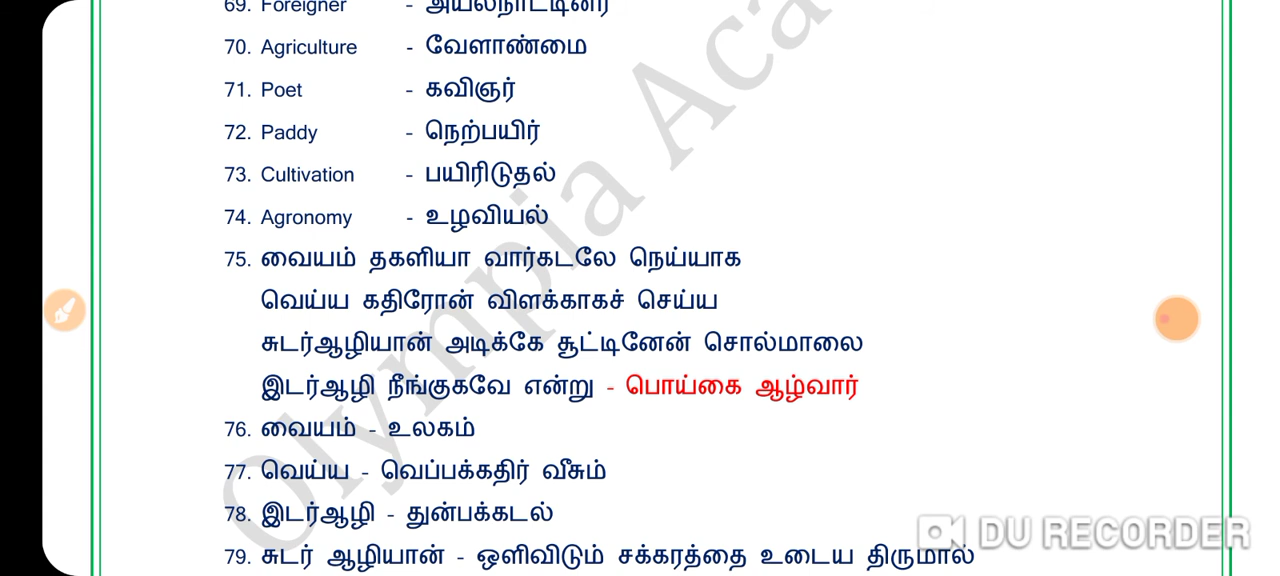 69. Foreigner - அயல்நாட்டினர்
70. Agriculture - வேளாண்மை
71. Poet - கவிஞர்
72. Paddy - நெற்பயிர்
73. Cultivation - பயிரிடுதல்
74. Agronomy - உழவியல்
75. வையம் தகளியா வார்கடலே நெய்யாக
வெய்ய கதிரோன் விளக்காகச் செய்ய
சுடர்ஆழியான் அடிக்கே சூட்டினேன் சொல்மாலை
இடர்ஆழி நீங்குகவே என்று - பொய்கை ஆழ்வார்
76. வையம் - உலகம்
77. வெய்ய - வெப்பக்கதிர் வீசும்
78. இடர்ஆழி - துன்பக்கடல்
79. சுடர் ஆழியான் - ஒளிவிடும் சக்கரத்தை உடைய திருமால்
Olympia Aca
DU RECORDER